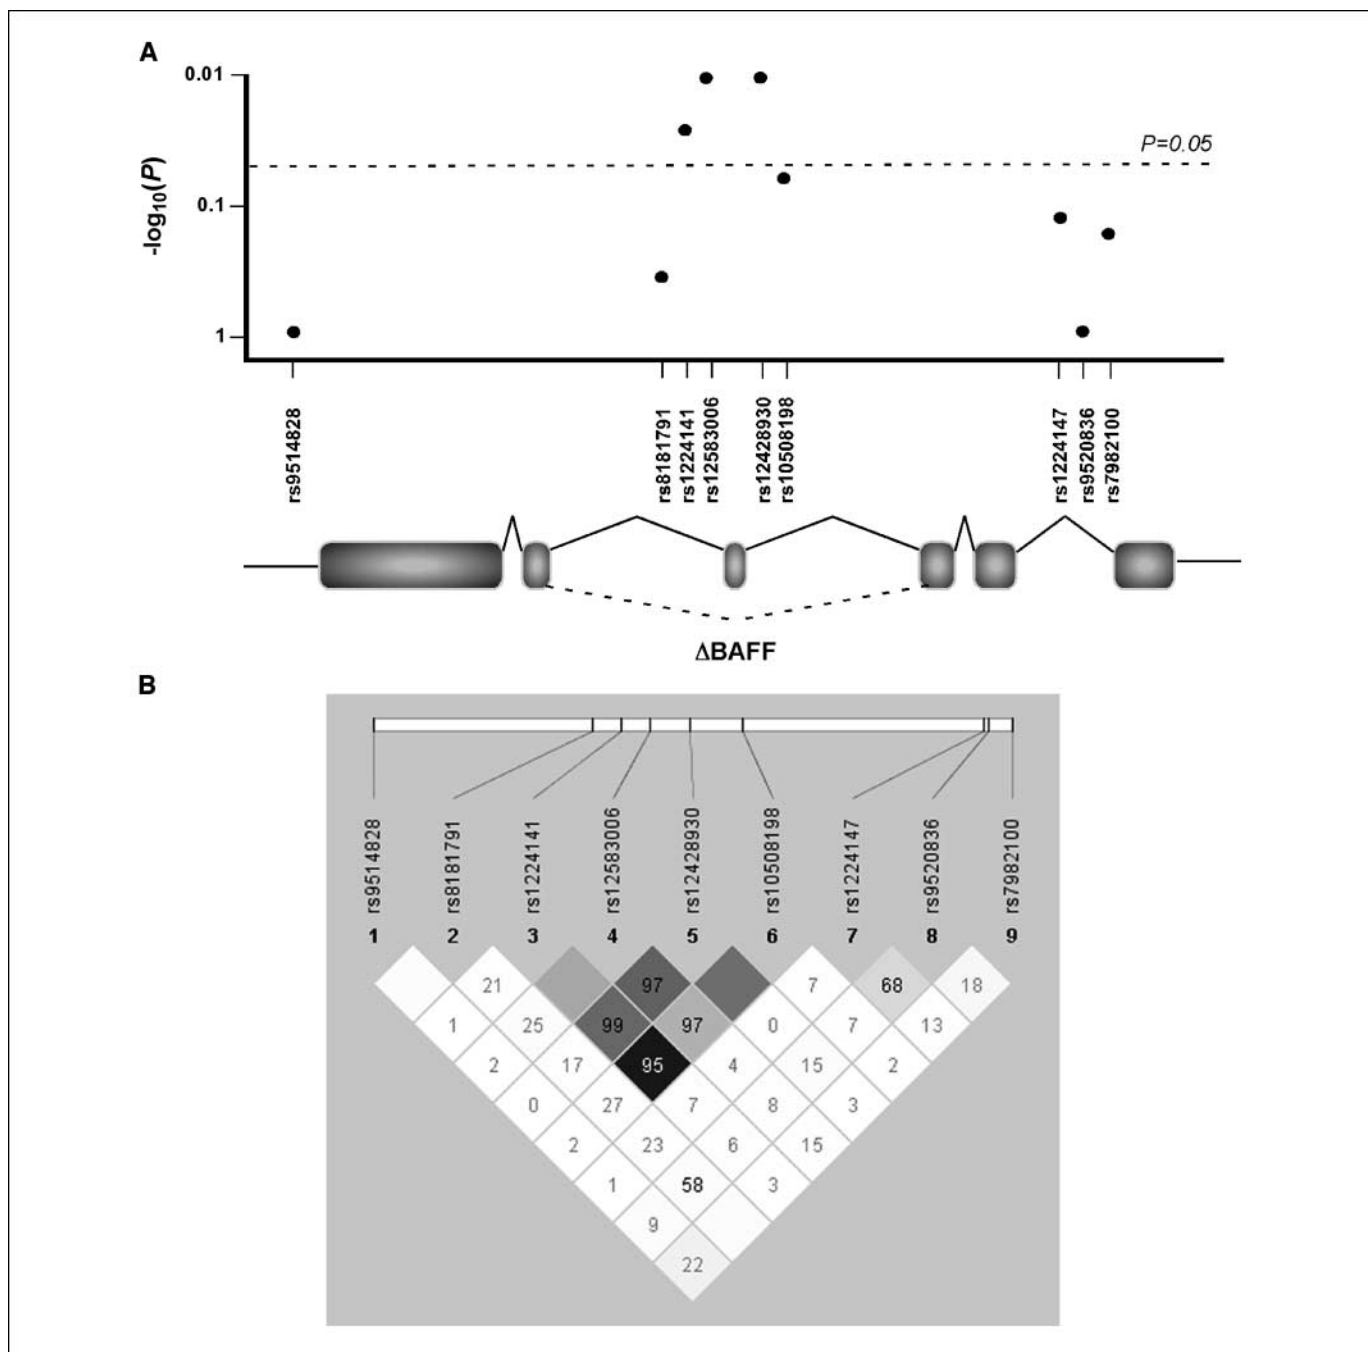 A
0.01
0.1
1
-log10(P)
P=0.05
rs9514828
rs8181791
rs1224141
rs12583006
rs12428930
rs10508198
rs1224147
rs9520836
rs7982100
ΔBAFF
B
rs9514828
rs8181791
rs1224141
rs12583006
rs12428930
rs10508198
rs1224147
rs9520836
rs7982100
1 2 3 4 5 6 7 8 9
21 97 7 68 18
1 25 99 97 0 7 13
2 17 95 4 15 2
0 27 7 8 3
2 23 6 15
1 58 3
9
22